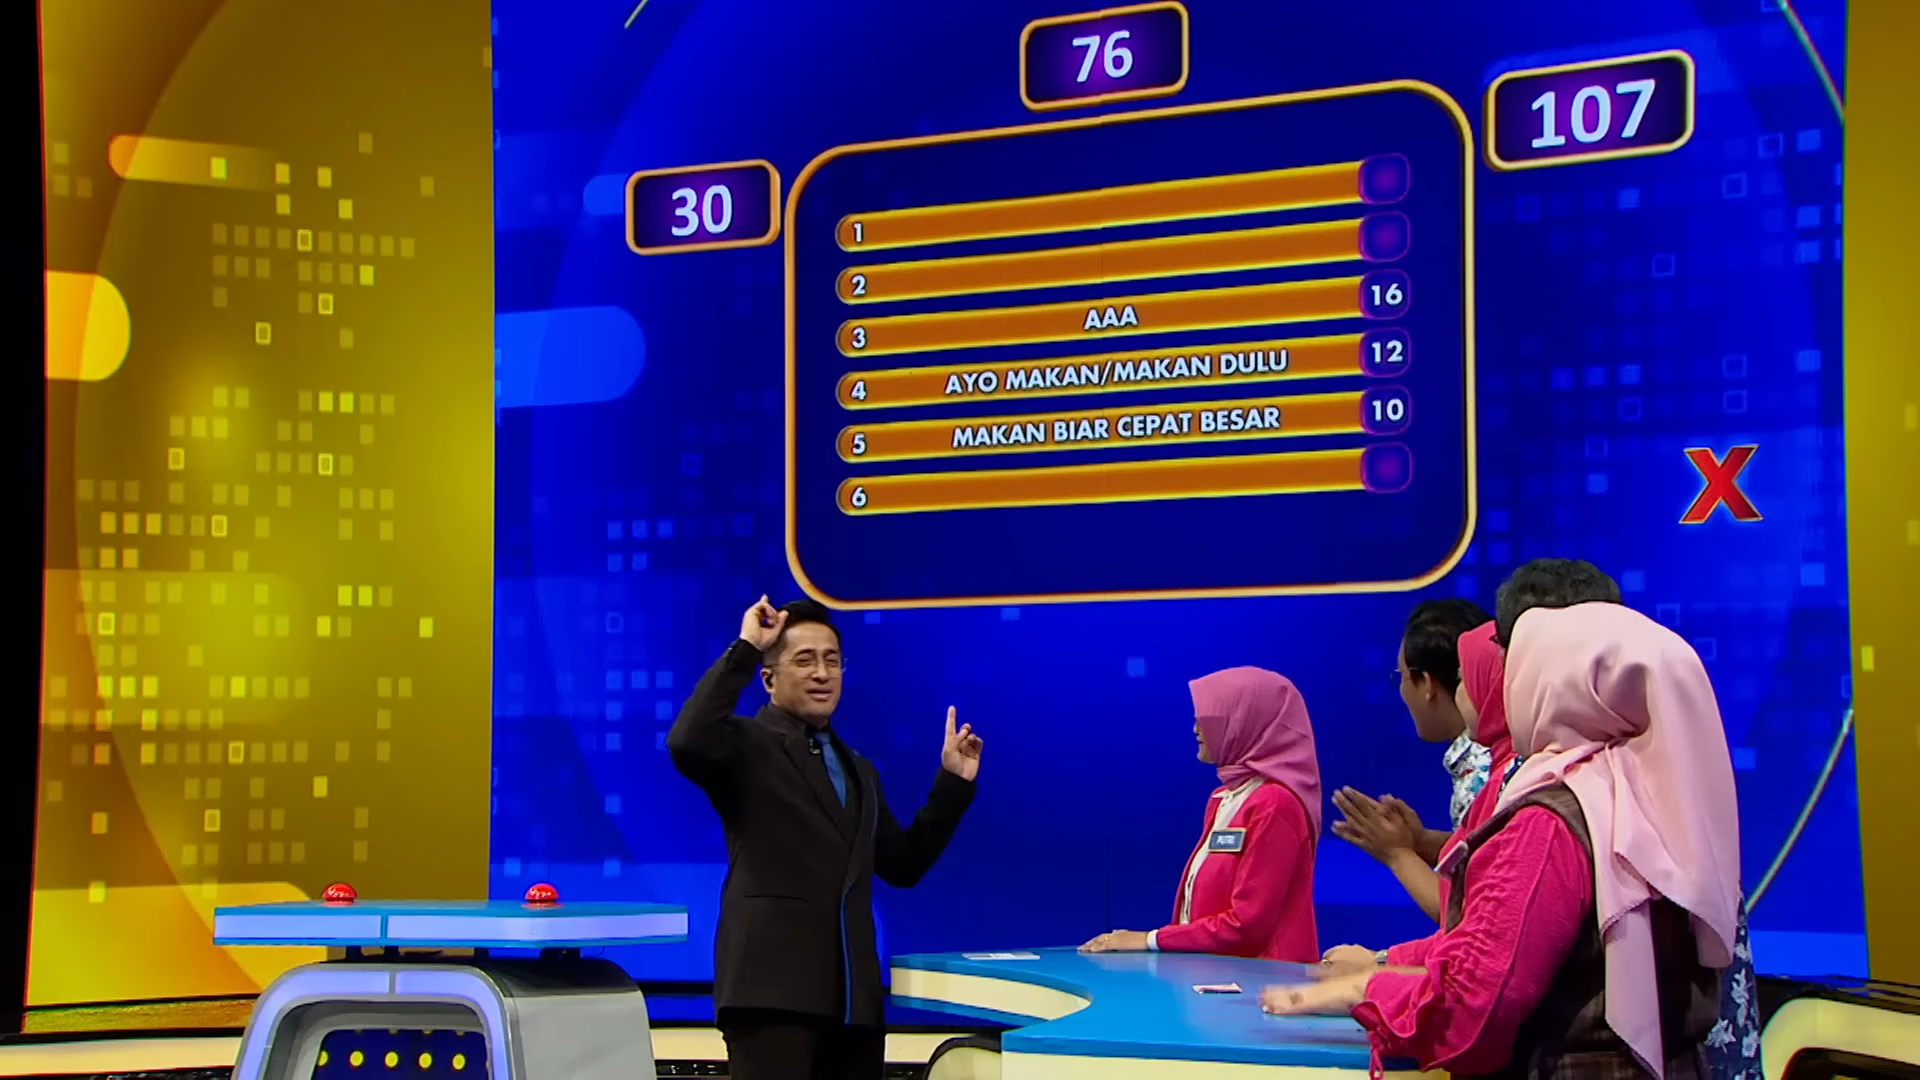 76
107
30
1
2
3 AAA 16
4 AYO MAKAN/MAKAN DULU 12
5 MAKAN BIAR CEPAT BESAR 10
6
X
PUTRI